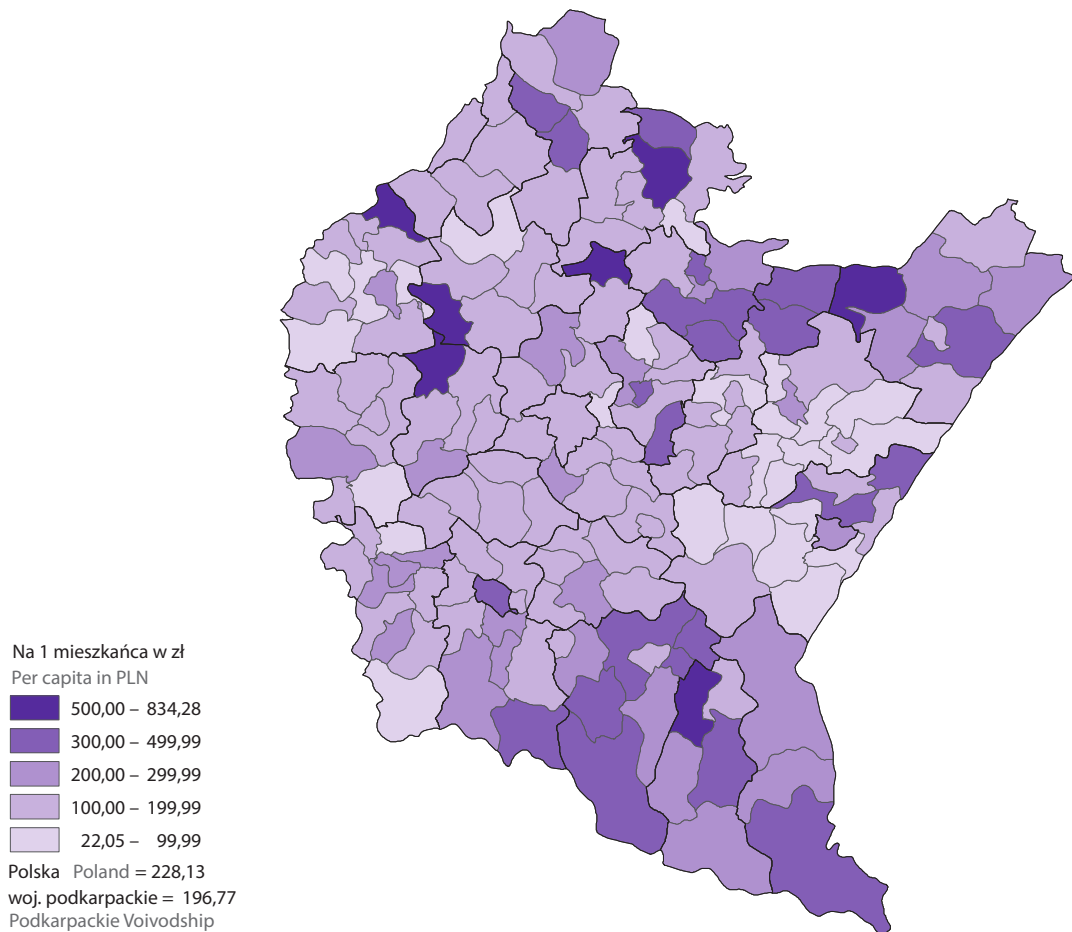 Na 1 mieszkańca w zł
Per capita in PLN
500,00 – 834,28
300,00 – 499,99
200,00 – 299,99
100,00 – 199,99
22,05 – 99,99
Polska Poland = 228,13
woj. podkarpackie = 196,77
Podkarpackie Voivodship